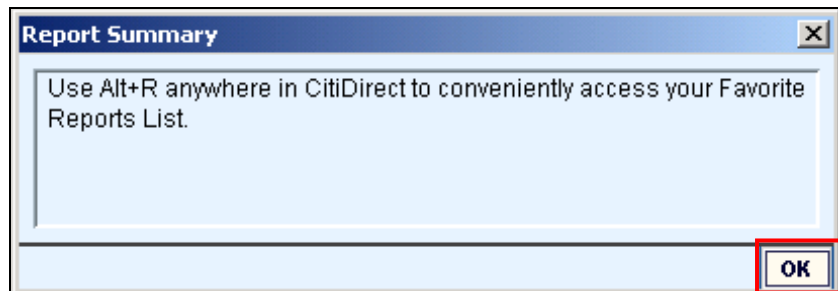 Report Summary
Use Alt+R anywhere in CitiDirect to conveniently access your Favorite
Reports List.
OK